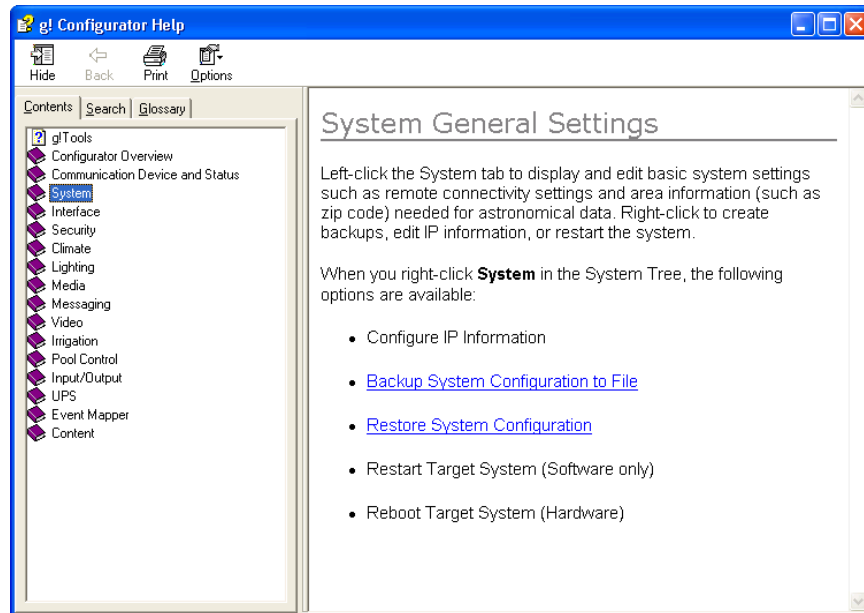 g! Configurator Help
Hide Back Print Options
Contents Search Glossary
g!Tools
Configurator Overview
Communication Device and Status
System
Interface
Security
Climate
Lighting
Media
Messaging
Video
Irrigation
Pool Control
Input/Output
UPS
Event Mapper
Content
System General Settings
Left-click the System tab to display and edit basic system settings
such as remote connectivity settings and area information (such as
zip code) needed for astronomical data. Right-click to create
backups, edit IP information, or restart the system.
When you right-click System in the System Tree, the following
options are available:
• Configure IP Information
• Backup System Configuration to File
• Restore System Configuration
• Restart Target System (Software only)
• Reboot Target System (Hardware)